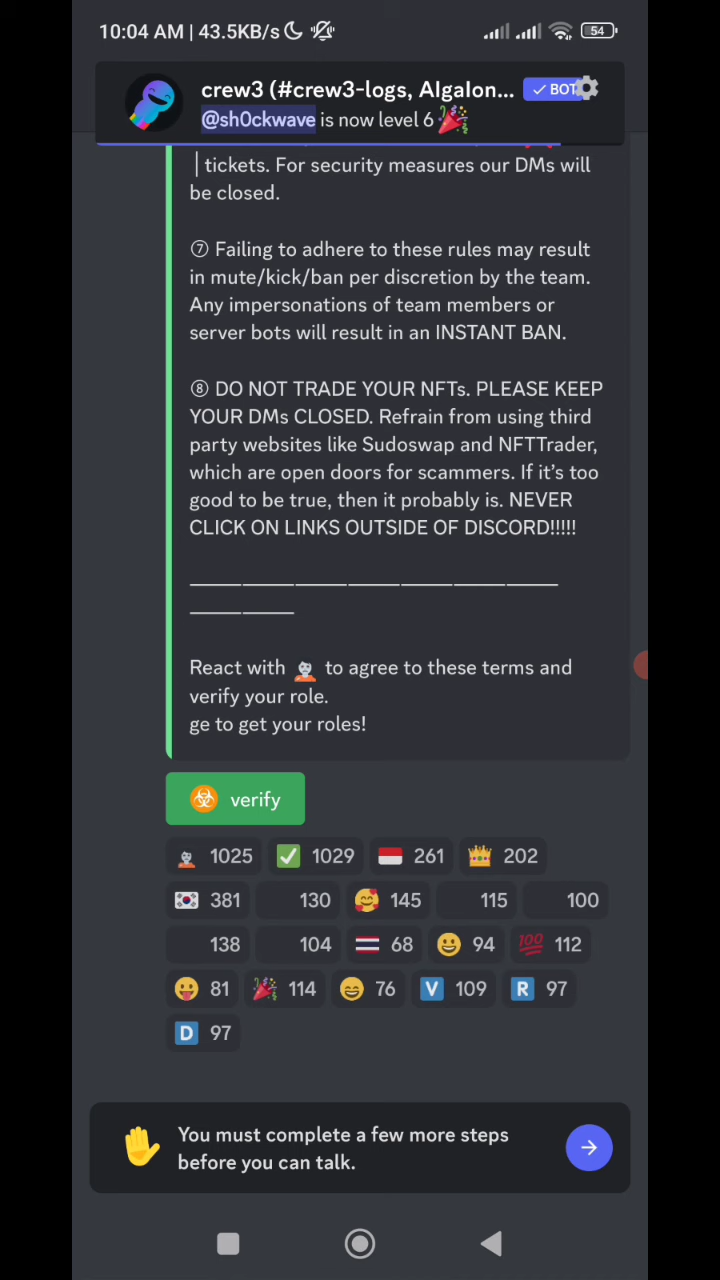 10:04 AM | 43.5KB/s 54
crew3 (#crew3-logs, AIgaIon... BOT
@sh0ckwave is now level 6
| tickets. For security measures our DMs will
be closed.
⑦ Failing to adhere to these rules may result
in mute/kick/ban per discretion by the team.
Any impersonations of team members or
server bots will result in an INSTANT BAN.
⑧ DO NOT TRADE YOUR NFTs. PLEASE KEEP
YOUR DMs CLOSED. Refrain from using third
party websites like Sudoswap and NFTTrader,
which are open doors for scammers. If it's too
good to be true, then it probably is. NEVER
CLICK ON LINKS OUTSIDE OF DISCORD!!!!!
React with to agree to these terms and
verify your role.
ge to get your roles!
verify
1025 1029 261 202
381 130 145 115 100
138 104 68 94 100 112
81 114 76 V 109 R 97
D 97
You must complete a few more steps
before you can talk.